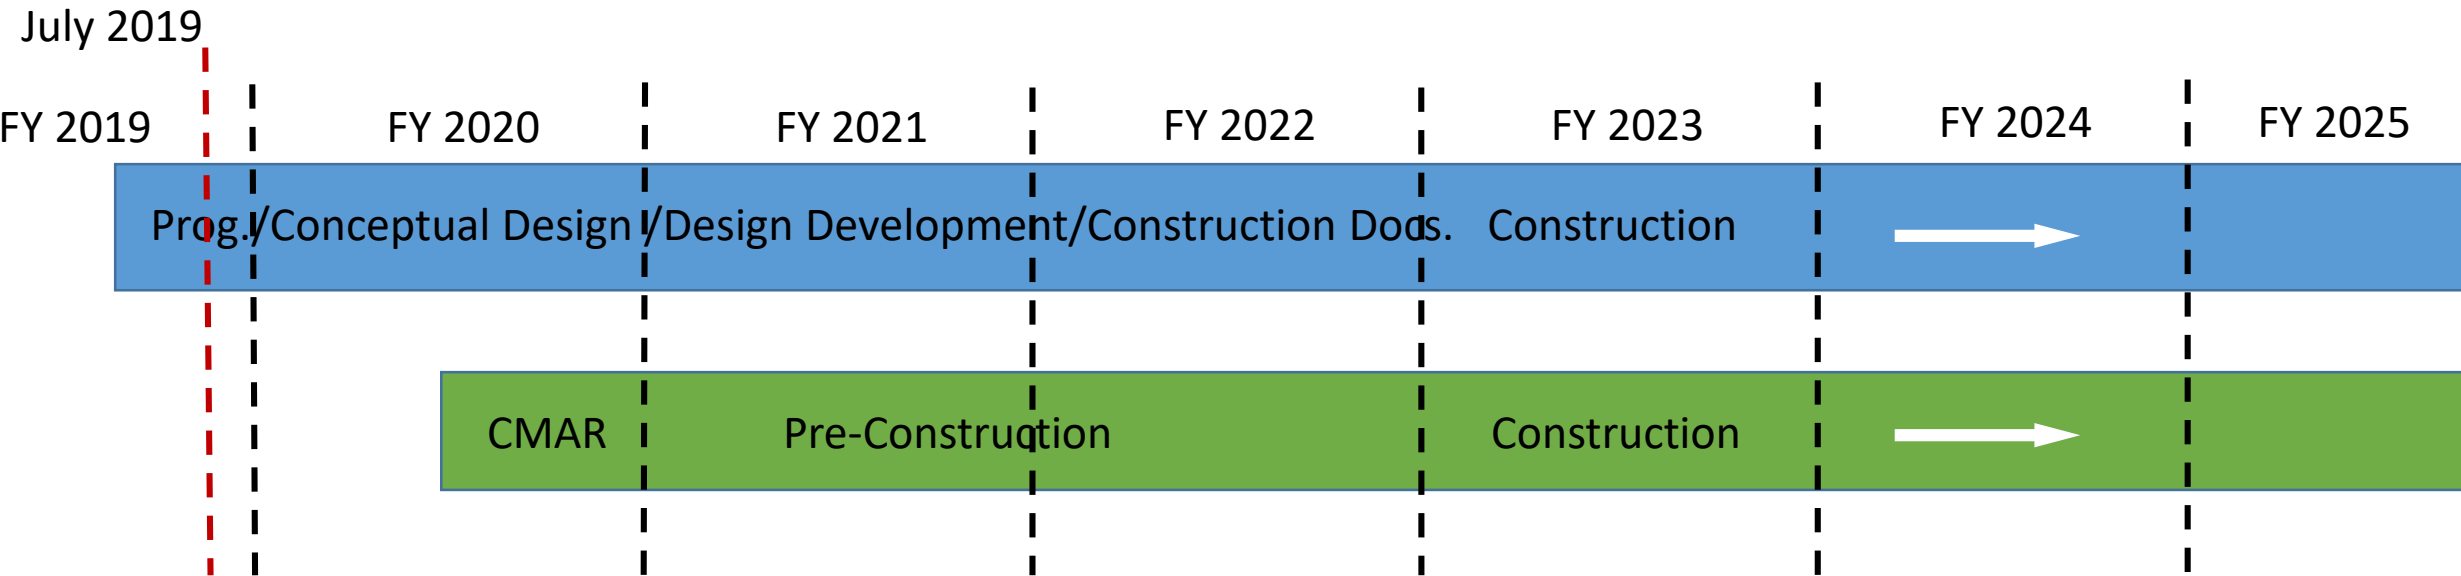 July 2019
FY 2019 FY 2020 FY 2021 FY 2022 FY 2023 FY 2024 FY 2025
Prog./Conceptual Design /Design Development/Construction Docs. Construction
CMAR Pre-Construction Construction